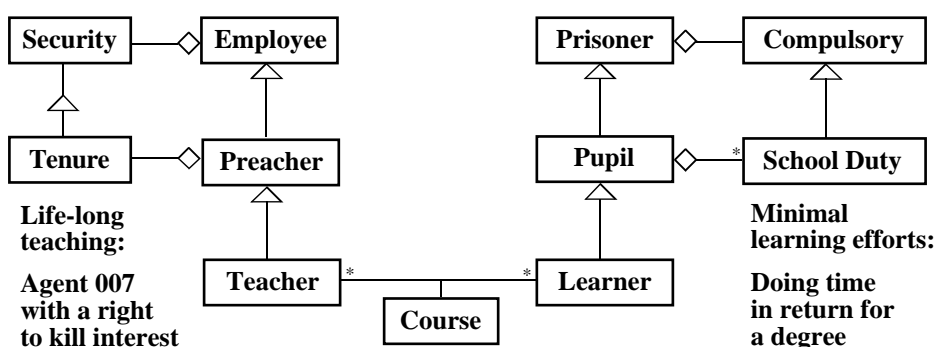 Security
Employee
Prisoner
Compulsory
Tenure
Preacher
Pupil
*
School Duty
Life-long
teaching:
Agent 007
with a right
to kill interest
Teacher
*
*
Learner
Course
Minimal
learning efforts:
Doing time
in return for
a degree